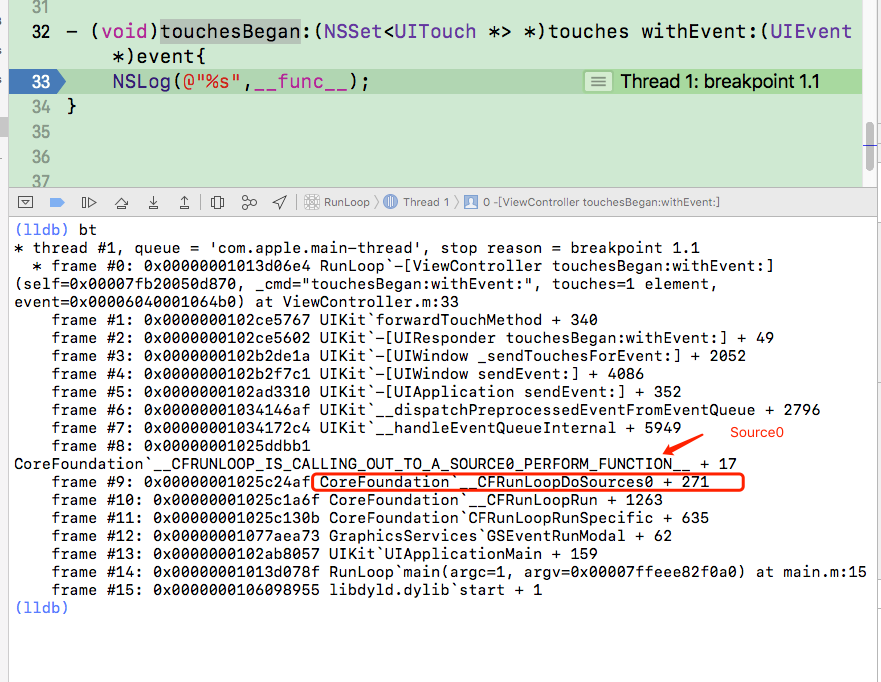 31
32 - (void)touchesBegan:(NSSet<UITouch *> *)touches withEvent:(UIEvent
*)event{
33 NSLog(@"%s",__func__); Thread 1: breakpoint 1.1
34 }
35
36
37
RunLoop Thread 1 0 -[ViewController touchesBegan:withEvent:]
(lldb) bt
* thread #1, queue = 'com.apple.main-thread', stop reason = breakpoint 1.1
* frame #0: 0x00000001013d06e4 RunLoop`-[ViewController touchesBegan:withEvent:]
(self=0x00007fb20050d870, _cmd="touchesBegan:withEvent:", touches=1 element,
event=0x00006040001064b0) at ViewController.m:33
frame #1: 0x0000000102ce5767 UIKit`forwardTouchMethod + 340
frame #2: 0x0000000102ce5602 UIKit`-[UIResponder touchesBegan:withEvent:] + 49
frame #3: 0x0000000102b2de1a UIKit`-[UIWindow _sendTouchesForEvent:] + 2052
frame #4: 0x0000000102b2f7c1 UIKit`-[UIWindow sendEvent:] + 4086
frame #5: 0x0000000102ad3310 UIKit`-[UIApplication sendEvent:] + 352
frame #6: 0x00000001034146af UIKit`__dispatchPreprocessedEventFromEventQueue + 2796
frame #7: 0x00000001034172c4 UIKit`__handleEventQueueInternal + 5949
Source0
frame #8: 0x00000001025ddbb1
CoreFoundation`__CFRUNLOOP_IS_CALLING_OUT_TO_A_SOURCE0_PERFORM_FUNCTION__ + 17
frame #9: 0x00000001025c24af CoreFoundation`__CFRunLoopDoSources0 + 271
frame #10: 0x00000001025c1a6f CoreFoundation`__CFRunLoopRun + 1263
frame #11: 0x00000001025c130b CoreFoundation`CFRunLoopRunSpecific + 635
frame #12: 0x00000001077aea73 GraphicsServices`GSEventRunModal + 62
frame #13: 0x0000000102ab8057 UIKit`UIApplicationMain + 159
frame #14: 0x00000001013d078f RunLoop`main(argc=1, argv=0x00007ffeee82f0a0) at main.m:15
frame #15: 0x0000000106098955 libdyld.dylib`start + 1
(lldb)